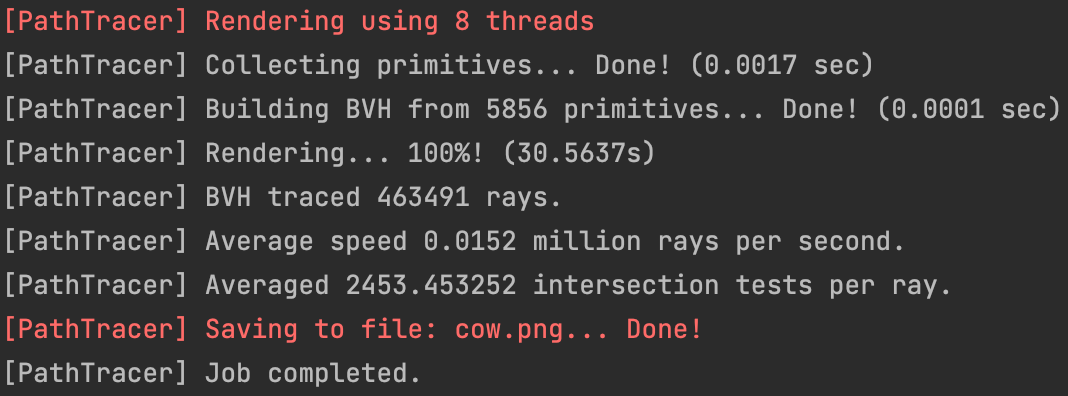 [PathTracer] Rendering using 8 threads
[PathTracer] Collecting primitives... Done! (0.0017 sec)
[PathTracer] Building BVH from 5856 primitives... Done! (0.0001 sec)
[PathTracer] Rendering... 100%! (30.5637s)
[PathTracer] BVH traced 463491 rays.
[PathTracer] Average speed 0.0152 million rays per second.
[PathTracer] Averaged 2453.453252 intersection tests per ray.
[PathTracer] Saving to file: cow.png... Done!
[PathTracer] Job completed.